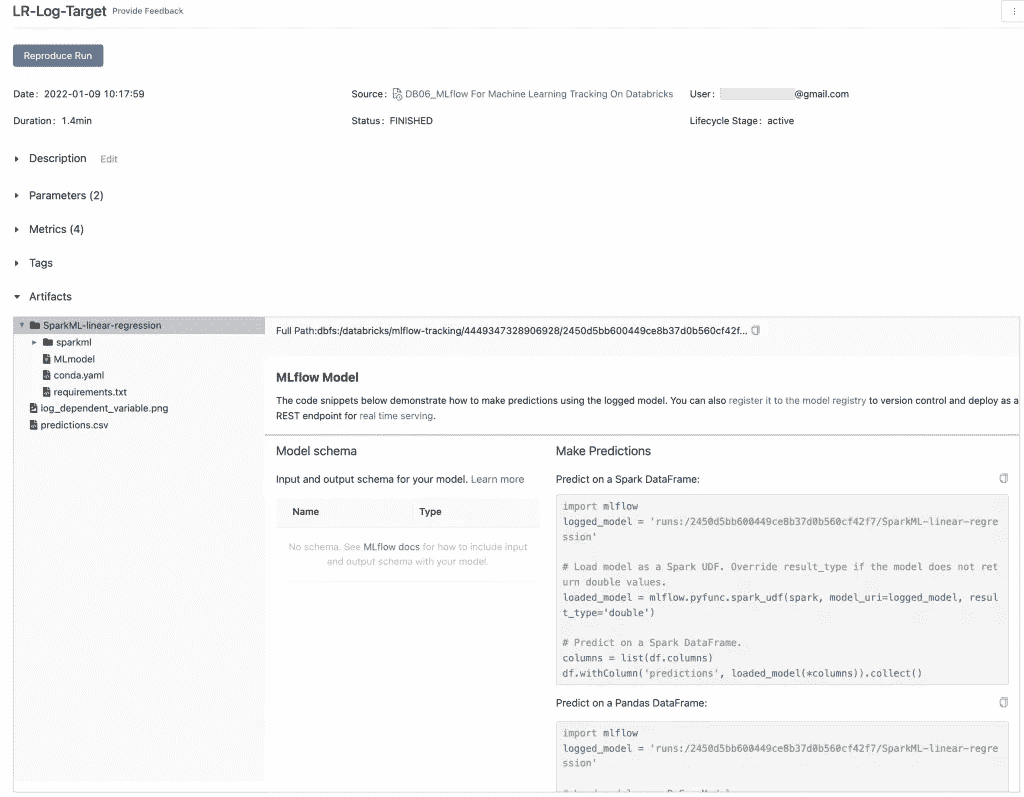 LR-Log-Target Provide Feedback
Reproduce Run
Date: 2022-01-09 10:17:59 Source: DB06_MLflow For Machine Learning Tracking On Databricks User: @gmail.com
Duration: 1.4min Status: FINISHED Lifecycle Stage: active
Description Edit
Parameters (2)
Metrics (4)
Tags
Artifacts
SparkML-linear-regression
sparkml
MLmodel
conda.yaml
requirements.txt
log_dependent_variable.png
predictions.csv
Full Path:dbfs:/databricks/mlflow-tracking/4449347328906928/2450d5bb600449ce8b37d0b560cf42f...
MLflow Model
The code snippets below demonstrate how to make predictions using the logged model. You can also register it to the model registry to version control and deploy as a
REST endpoint for real time serving.
Model schema
Input and output schema for your model. Learn more
Name Type
No schema. See MLflow docs for how to include input
and output schema with your model.
Make Predictions
Predict on a Spark DataFrame:
import mlflow
logged_model = 'runs:/2450d5bb600449ce8b37d0b560cf42f7/SparkML-linear-regre
ssion'
# Load model as a Spark UDF. Override result_type if the model does not ret
urn double values.
loaded_model = mlflow.pyfunc.spark_udf(spark, model_uri=logged_model, resul
t_type='double')
# Predict on a Spark DataFrame.
columns = list(df.columns)
df.withColumn('predictions', loaded_model(*columns)).collect()
Predict on a Pandas DataFrame:
import mlflow
logged_model = 'runs:/2450d5bb600449ce8b37d0b560cf42f7/SparkML-linear-regre
ssion'